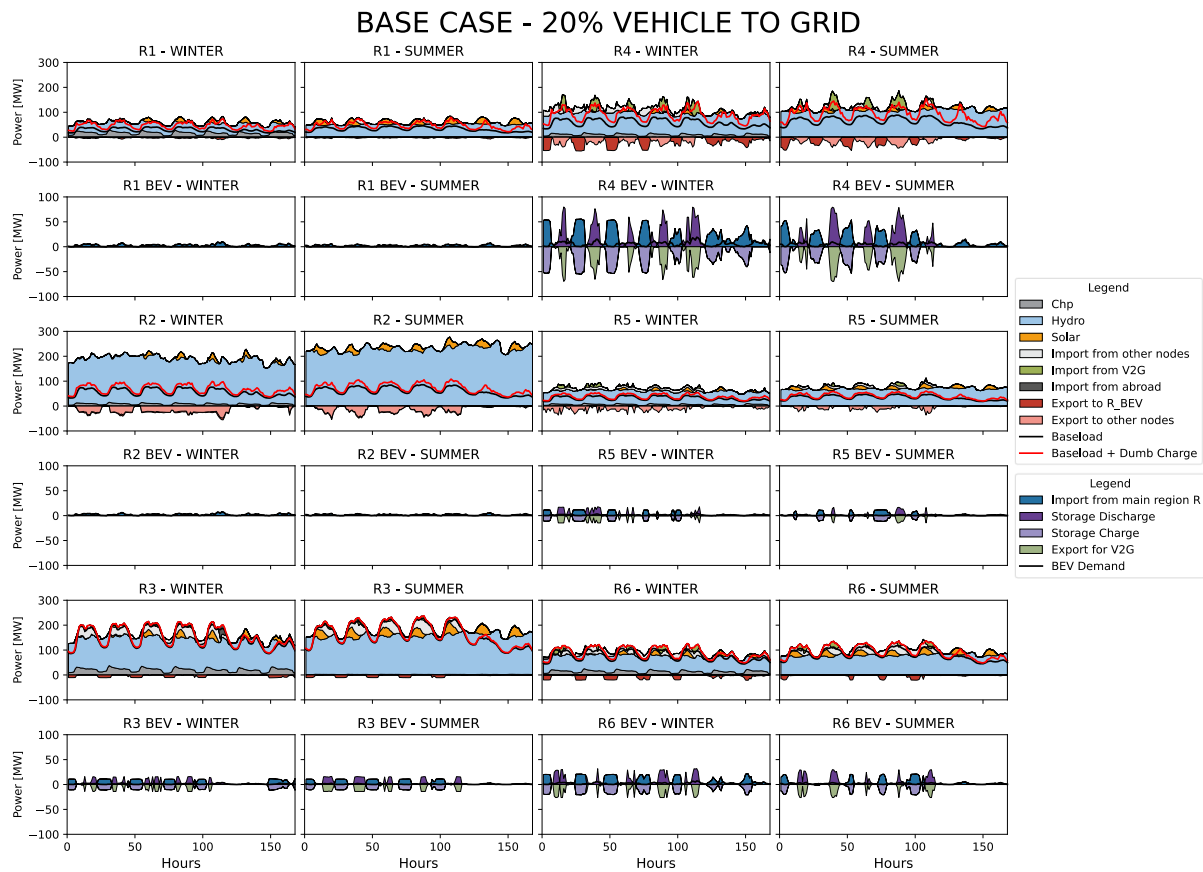 BASE CASE - 20% VEHICLE TO GRID
R1 - WINTER
R1 - SUMMER
R4 - WINTER
R4 - SUMMER
Power [MW]
300
200
100
0
−100
R1 BEV - WINTER
R1 BEV - SUMMER
R4 BEV - WINTER
R4 BEV - SUMMER
Power [MW]
100
50
0
−50
−100
R2 - WINTER
R2 - SUMMER
R5 - WINTER
R5 - SUMMER
Power [MW]
300
200
100
0
−100
R2 BEV - WINTER
R2 BEV - SUMMER
R5 BEV - WINTER
R5 BEV - SUMMER
Power [MW]
100
50
0
−50
−100
R3 - WINTER
R3 - SUMMER
R6 - WINTER
R6 - SUMMER
Power [MW]
300
200
100
0
−100
R3 BEV - WINTER
R3 BEV - SUMMER
R6 BEV - WINTER
R6 BEV - SUMMER
Power [MW]
100
50
0
−50
−100
0 50 100 150
0 50 100 150
0 50 100 150
0 50 100 150
Hours
Hours
Hours
Hours
Legend
Chp
Hydro
Solar
Import from other nodes
Import from V2G
Import from abroad
Export to R_BEV
Export to other nodes
Baseload
Baseload + Dumb Charge
Legend
Import from main region R
Storage Discharge
Storage Charge
Export for V2G
BEV Demand